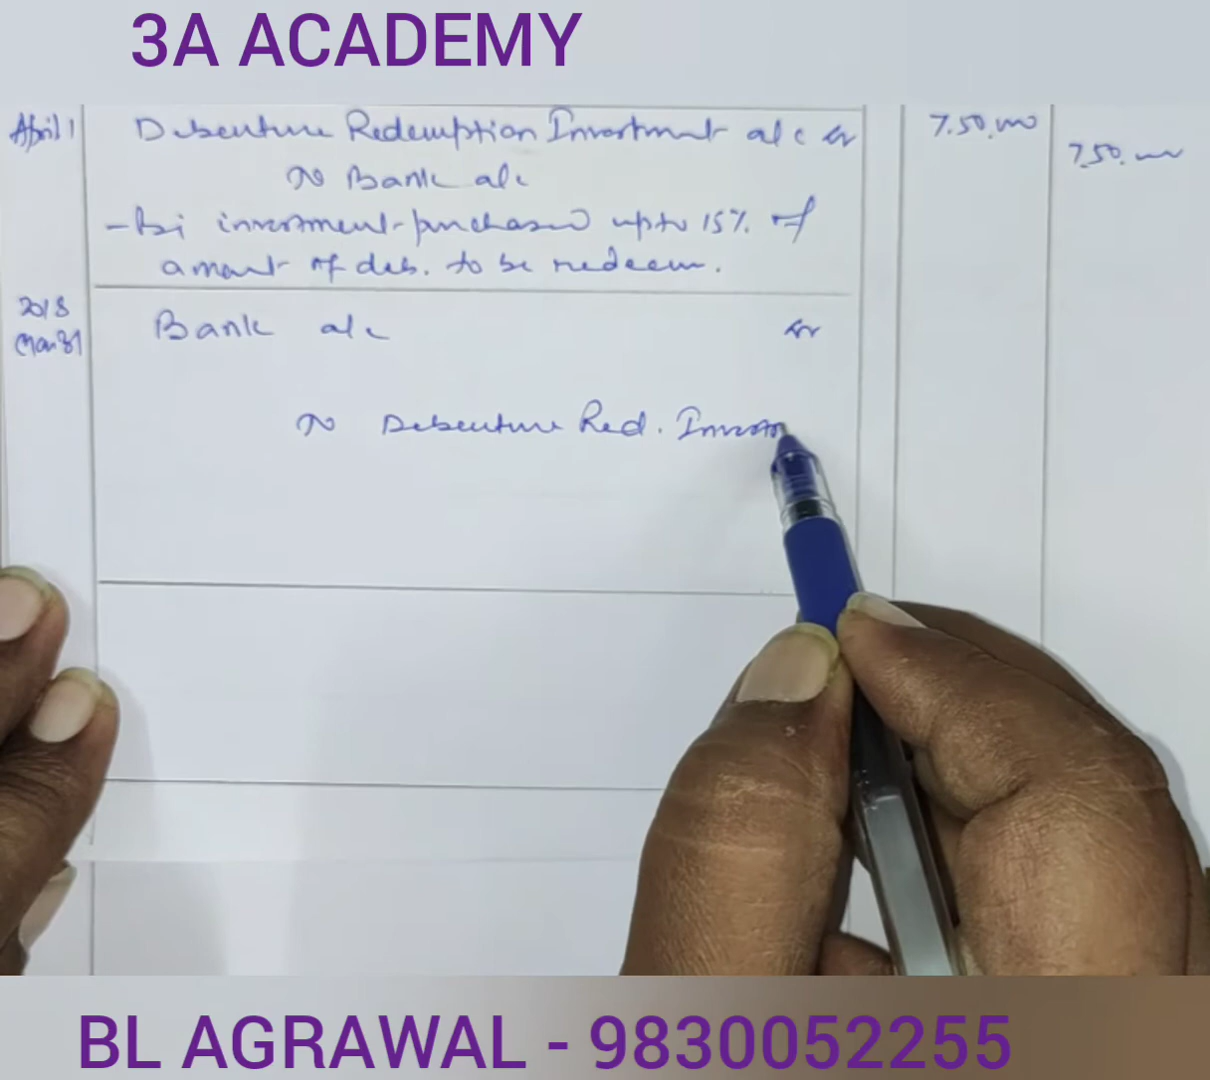 3A ACADEMY
April 1 Debenture Redemption Investment a/c Dr 7,50,000
To Bank a/c 7,50,000
- bei investment purchased upto 15% of
amount of deb. to be redeem.
2018
Mar 31 Bank a/c Dr
To Debenture Red. Invest
BL AGRAWAL - 9830052255